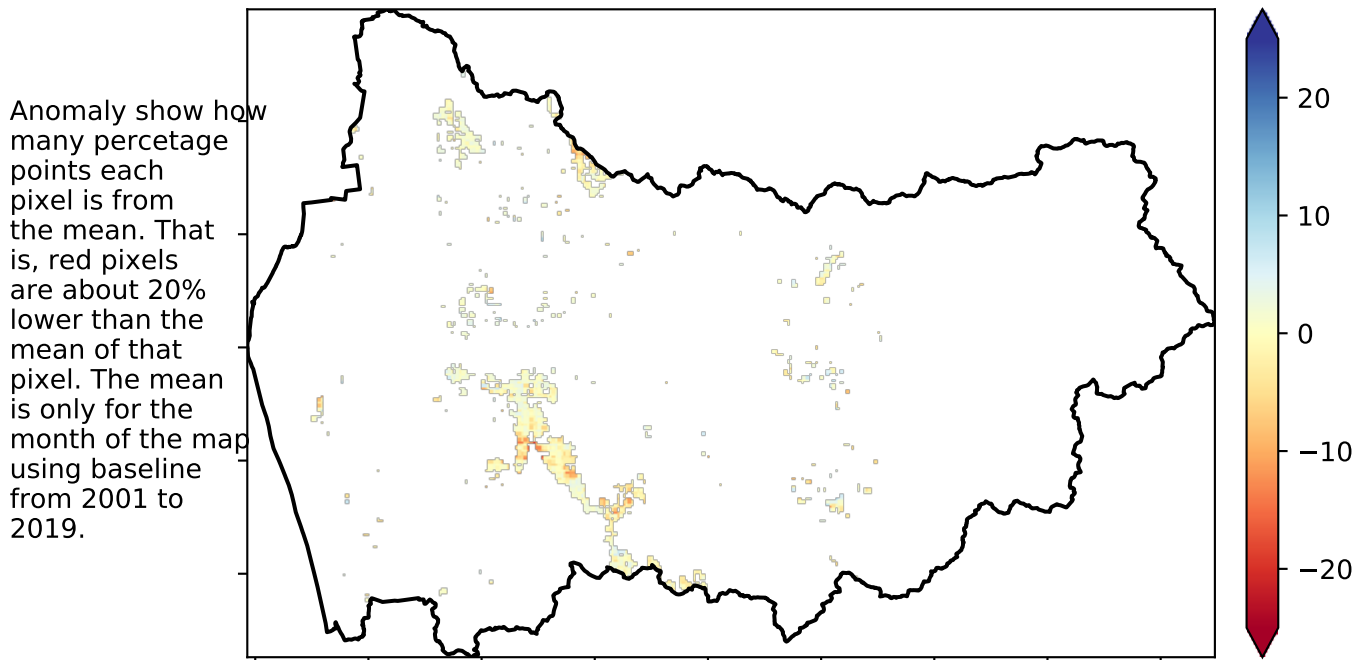 Anomaly show how
many percetage
points each
pixel is from
the mean. That
is, red pixels
are about 20%
lower than the
mean of that
pixel. The mean
is only for the
month of the map
using baseline
from 2001 to
2019.
20
10
0
−10
−20